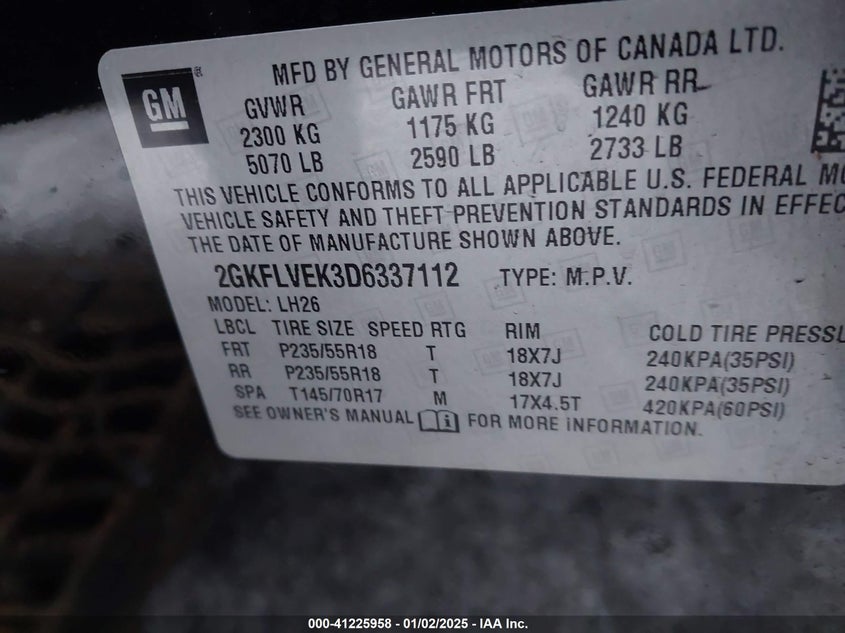 MFD BY GENERAL MOTORS OF CANADA LTD.
GM
GVWR GAWR FRT GAWR RR
2300 KG 1175 KG 1240 KG
5070 LB 2590 LB 2733 LB
THIS VEHICLE CONFORMS TO ALL APPLICABLE U.S. FEDERAL MO
VEHICLE SAFETY AND THEFT PREVENTION STANDARDS IN EFFEC
THE DATE OF MANUFACTURE SHOWN ABOVE.
2GKFLVEK3D6337112 TYPE: M.P.V.
MODEL: LH26
LBCL TIRE SIZE SPEED RTG RIM COLD TIRE PRESSU
FRT P235/55R18 T 18X7J 240KPA(35PSI)
RR P235/55R18 T 18X7J 240KPA(35PSI)
SPA T145/70R17 M 17X4.5T 420KPA(60PSI)
SEE OWNER'S MANUAL FOR MORE INFORMATION.
000-41225958 - 01/02/2025 - IAA Inc.